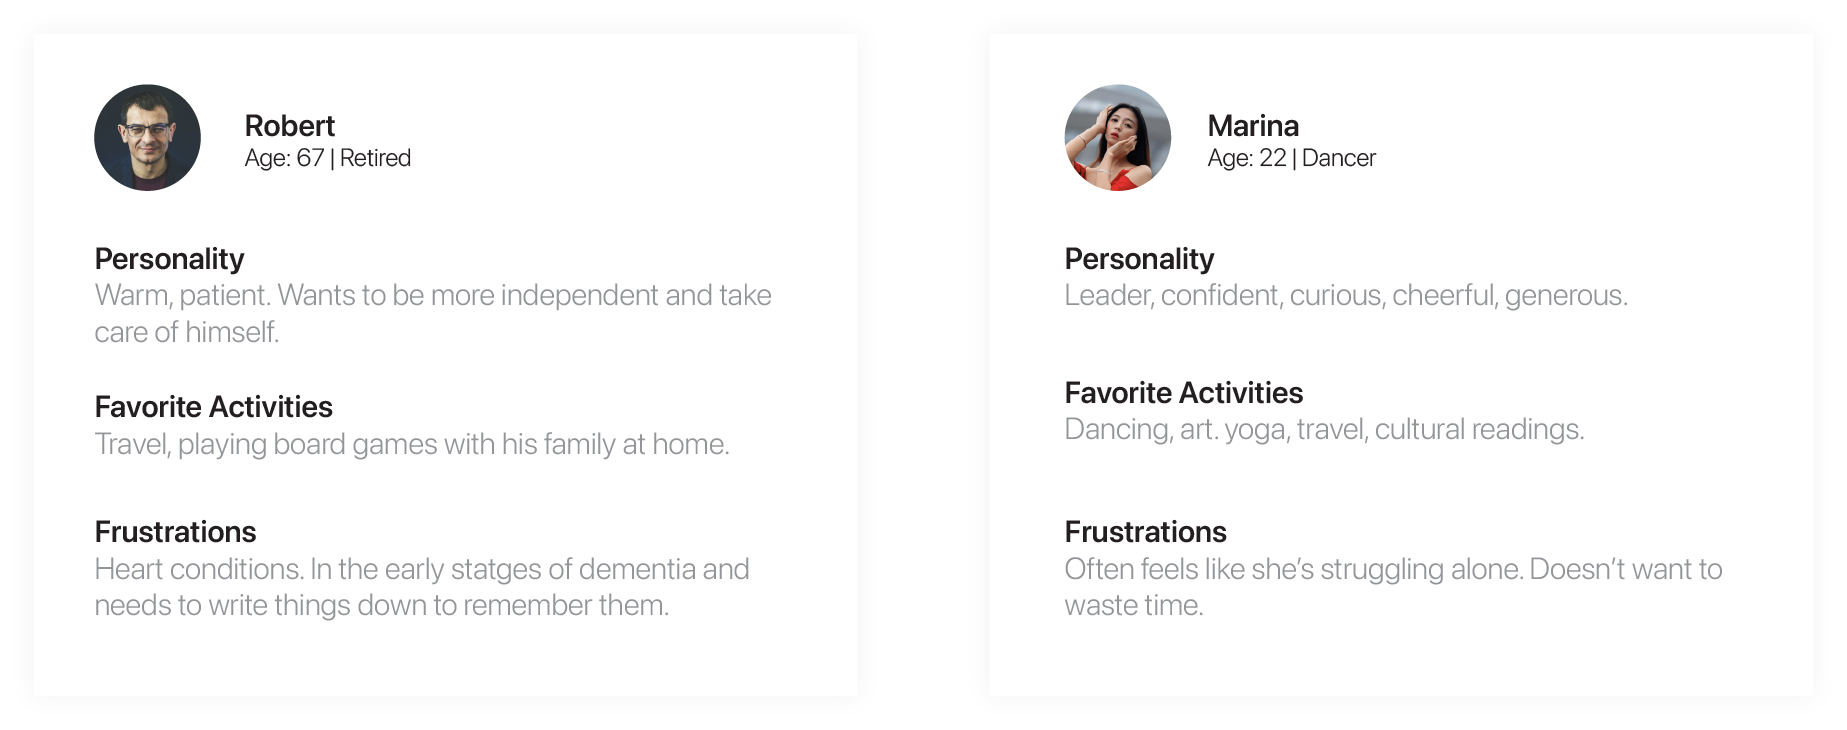 Robert
Age: 67 | Retired
Personality
Warm, patient. Wants to be more independent and take
care of himself.
Favorite Activities
Travel, playing board games with his family at home.
Frustrations
Heart conditions. In the early statges of dementia and
needs to write things down to remember them.
Marina
Age: 22 | Dancer
Personality
Leader, confident, curious, cheerful, generous.
Favorite Activities
Dancing, art. yoga, travel, cultural readings.
Frustrations
Often feels like she’s struggling alone. Doesn’t want to
waste time.